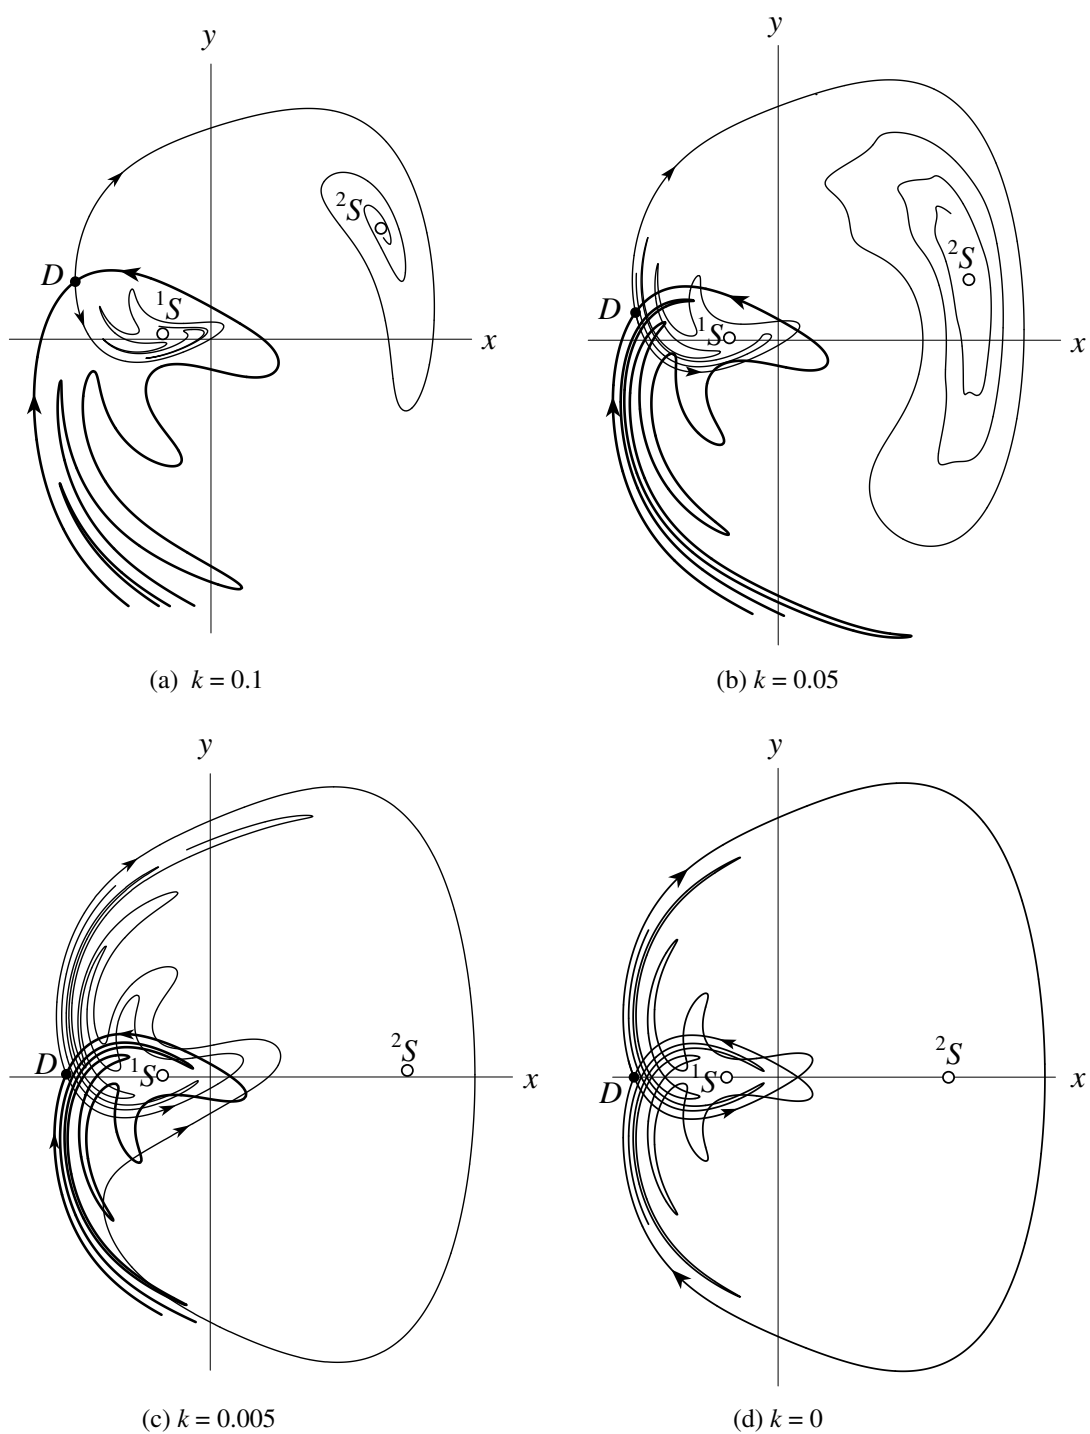 y
²S
D
¹S
x
(a) k = 0.1
y
²S
D
¹S
x
(b) k = 0.05
y
²S
D
¹S
x
(c) k = 0.005
y
²S
D
¹S
x
(d) k = 0